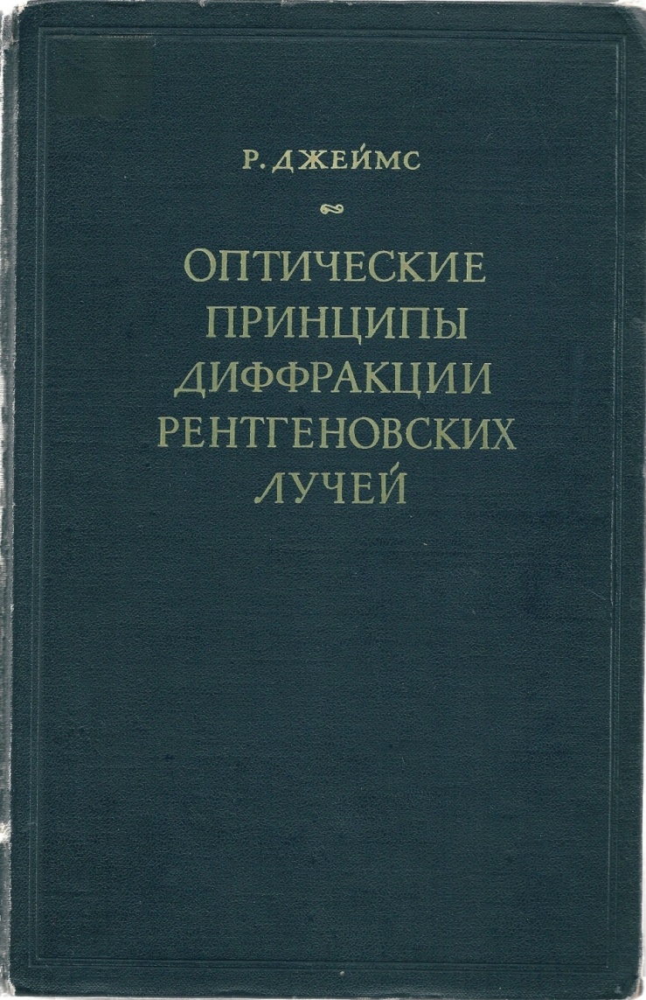 Р. ДЖЕЙМС
ОПТИЧЕСКИЕ
ПРИНЦИПЫ
ДИФФРАКЦИИ
РЕНТГЕНОВСКИХ
ЛУЧЕЙ